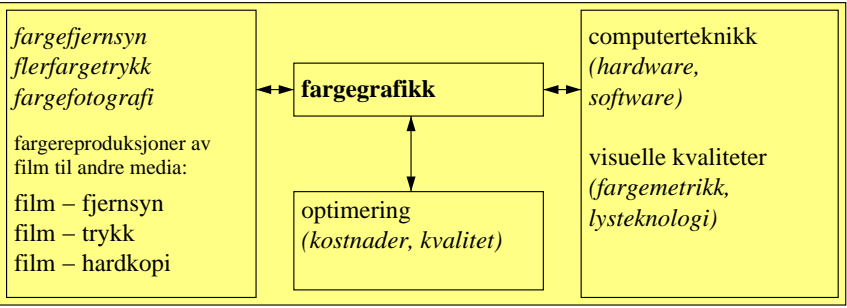 fargefjernsyn
flerfargetrykk
fargefotografi
fargereproduksjoner av
film til andre media:
film – fjernsyn
film – trykk
film – hardkopi
fargegrafikk
optimering
(kostnader, kvalitet)
computerteknikk
(hardware,
software)
visuelle kvaliteter
(fargemetrikk,
lysteknologi)